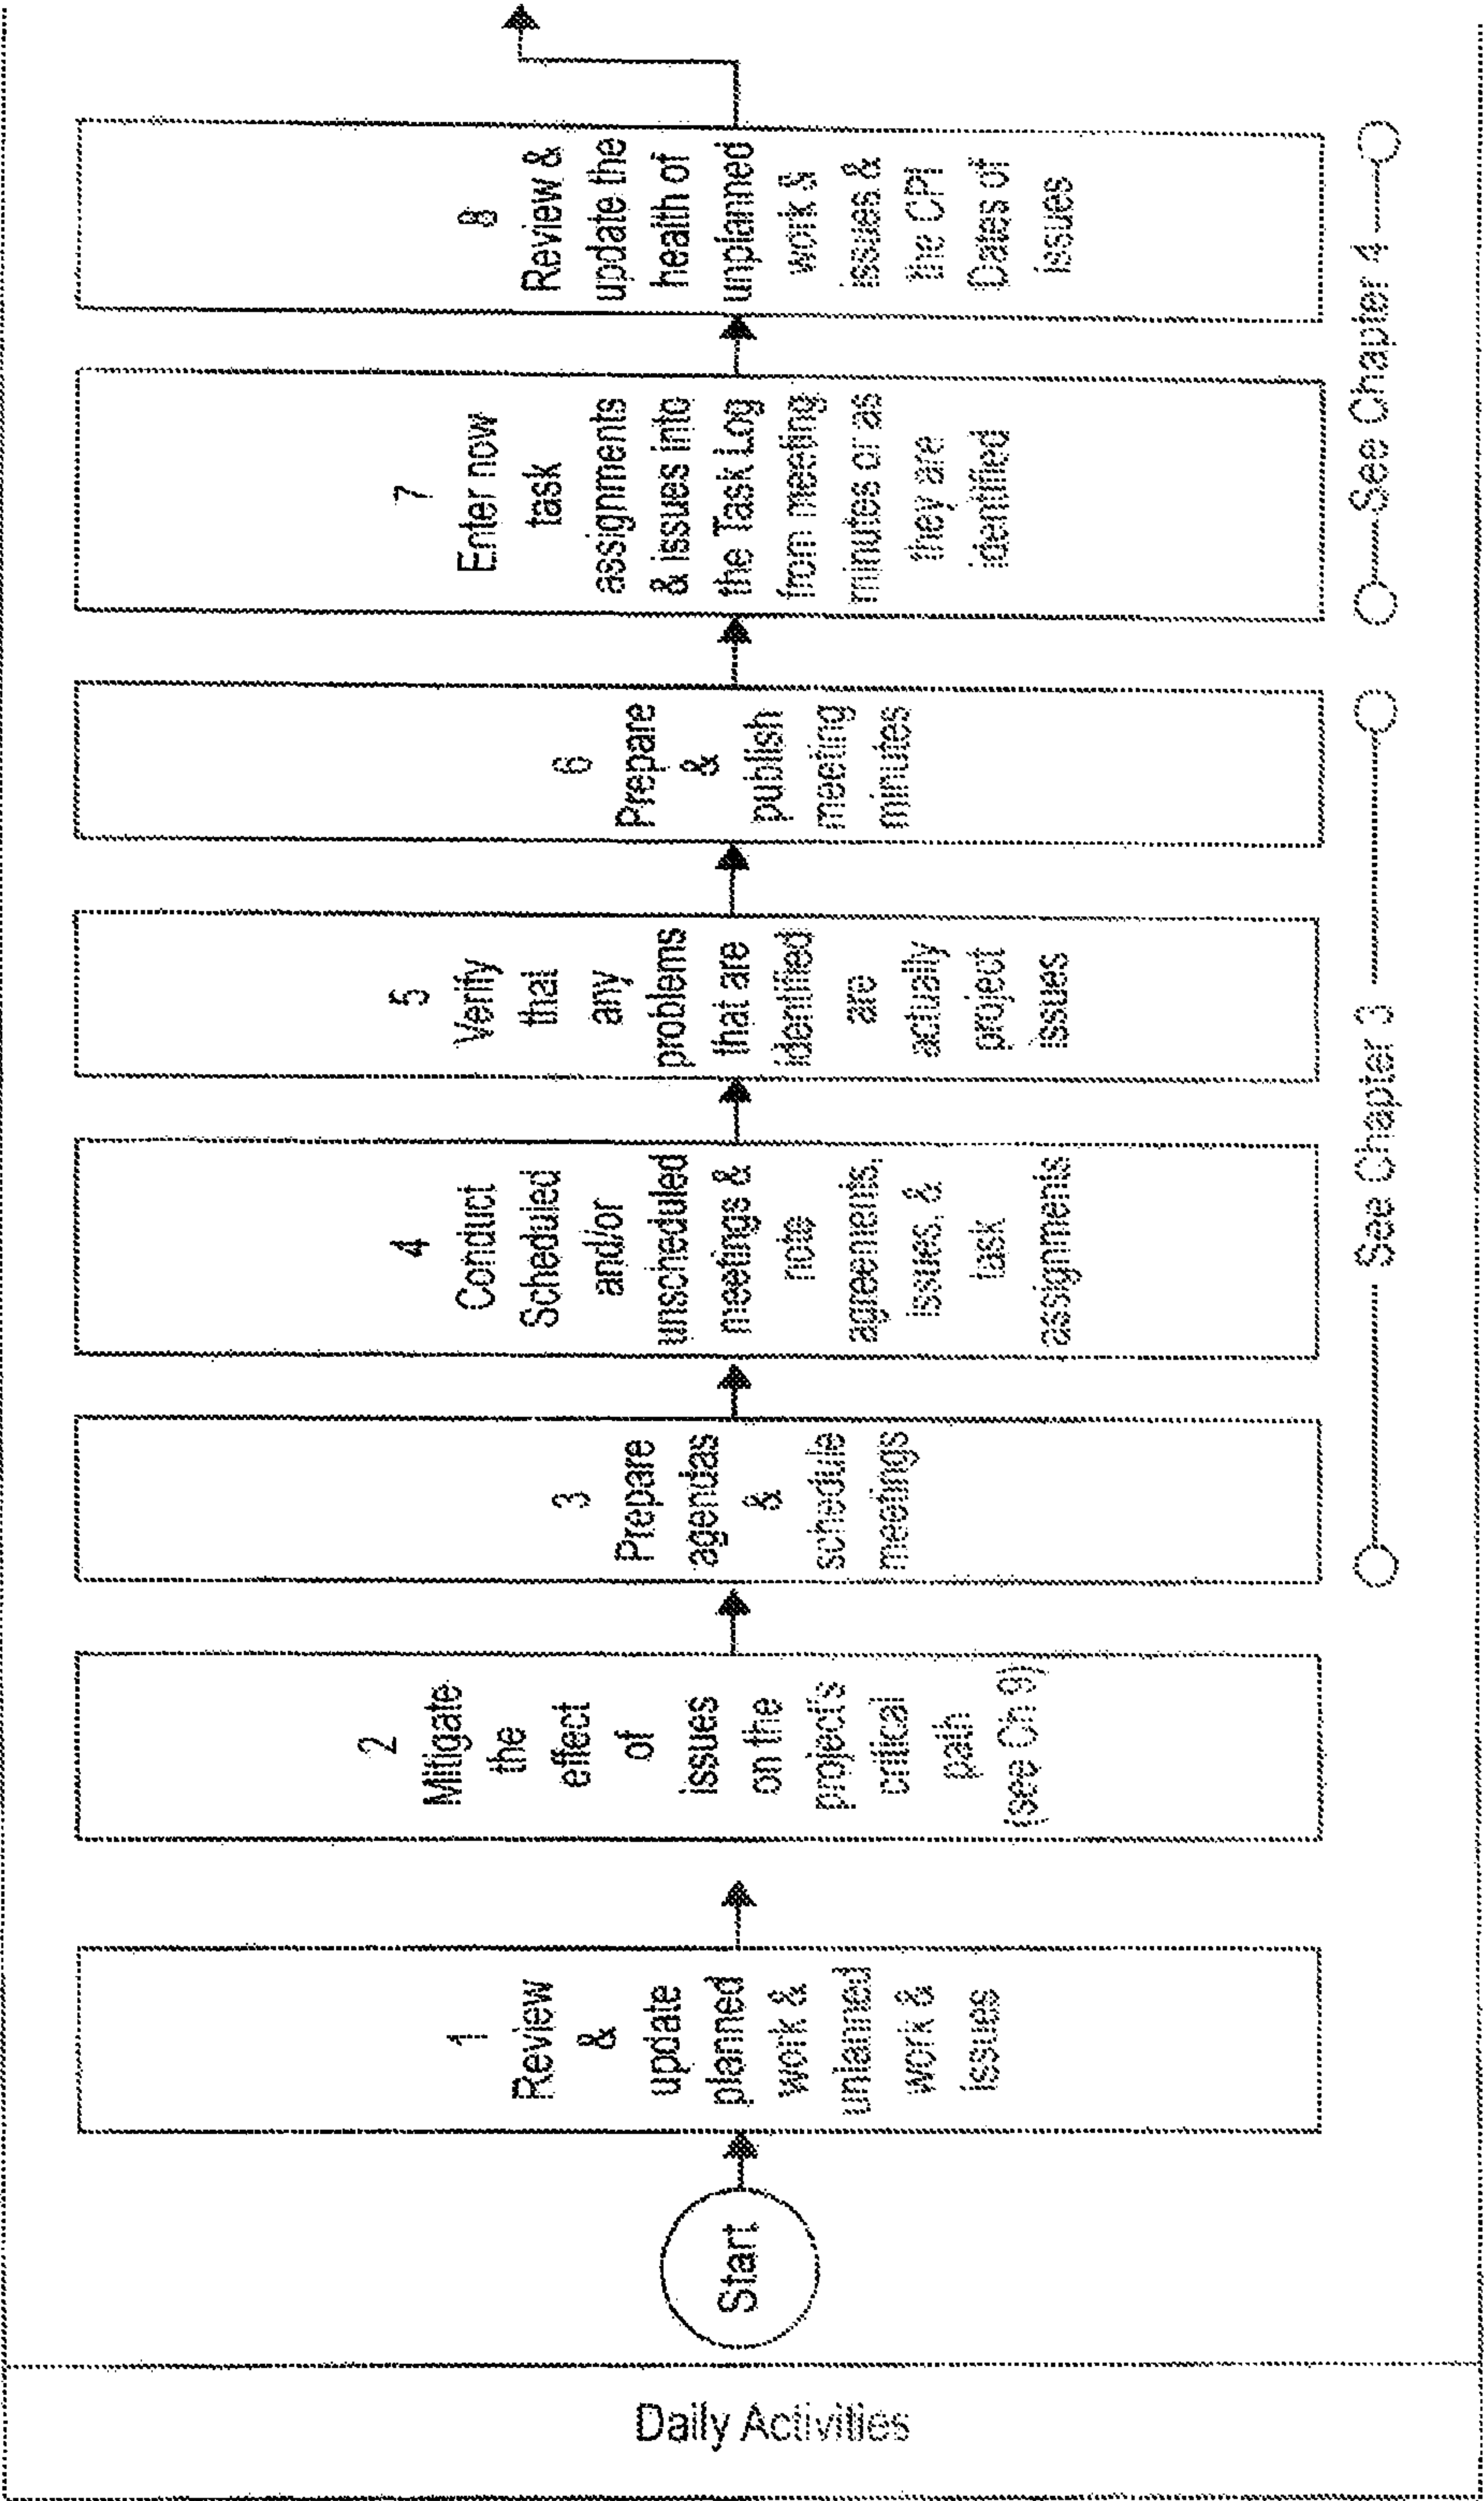 Daily Activities
Start
1
Review
&
update
planned
work &
unlanned
work &
issues
2
Mitigate
the
effect
of
issues
on the
project's
critical
path
(see Ch 9)
3
Prepare
agendas
&
schedule
meetings
4
Conduct
Scheduled
and/or
unscheduled
meetings &
note
agreements,
issues, &
task
assignments
5
Verify
that
any
problems
that are
identified
are
actually
project
issues
6
Prepare
&
publish
meeting
minutes
7
Enter now
task
assignments
& issues into
the Task Log
from meeting
minutes or as
they are
identified
8
Review &
update the
health of
unplanned
work &
issues &
the CPI
Dates of
issues
See Chapter 3
See Chapter 4